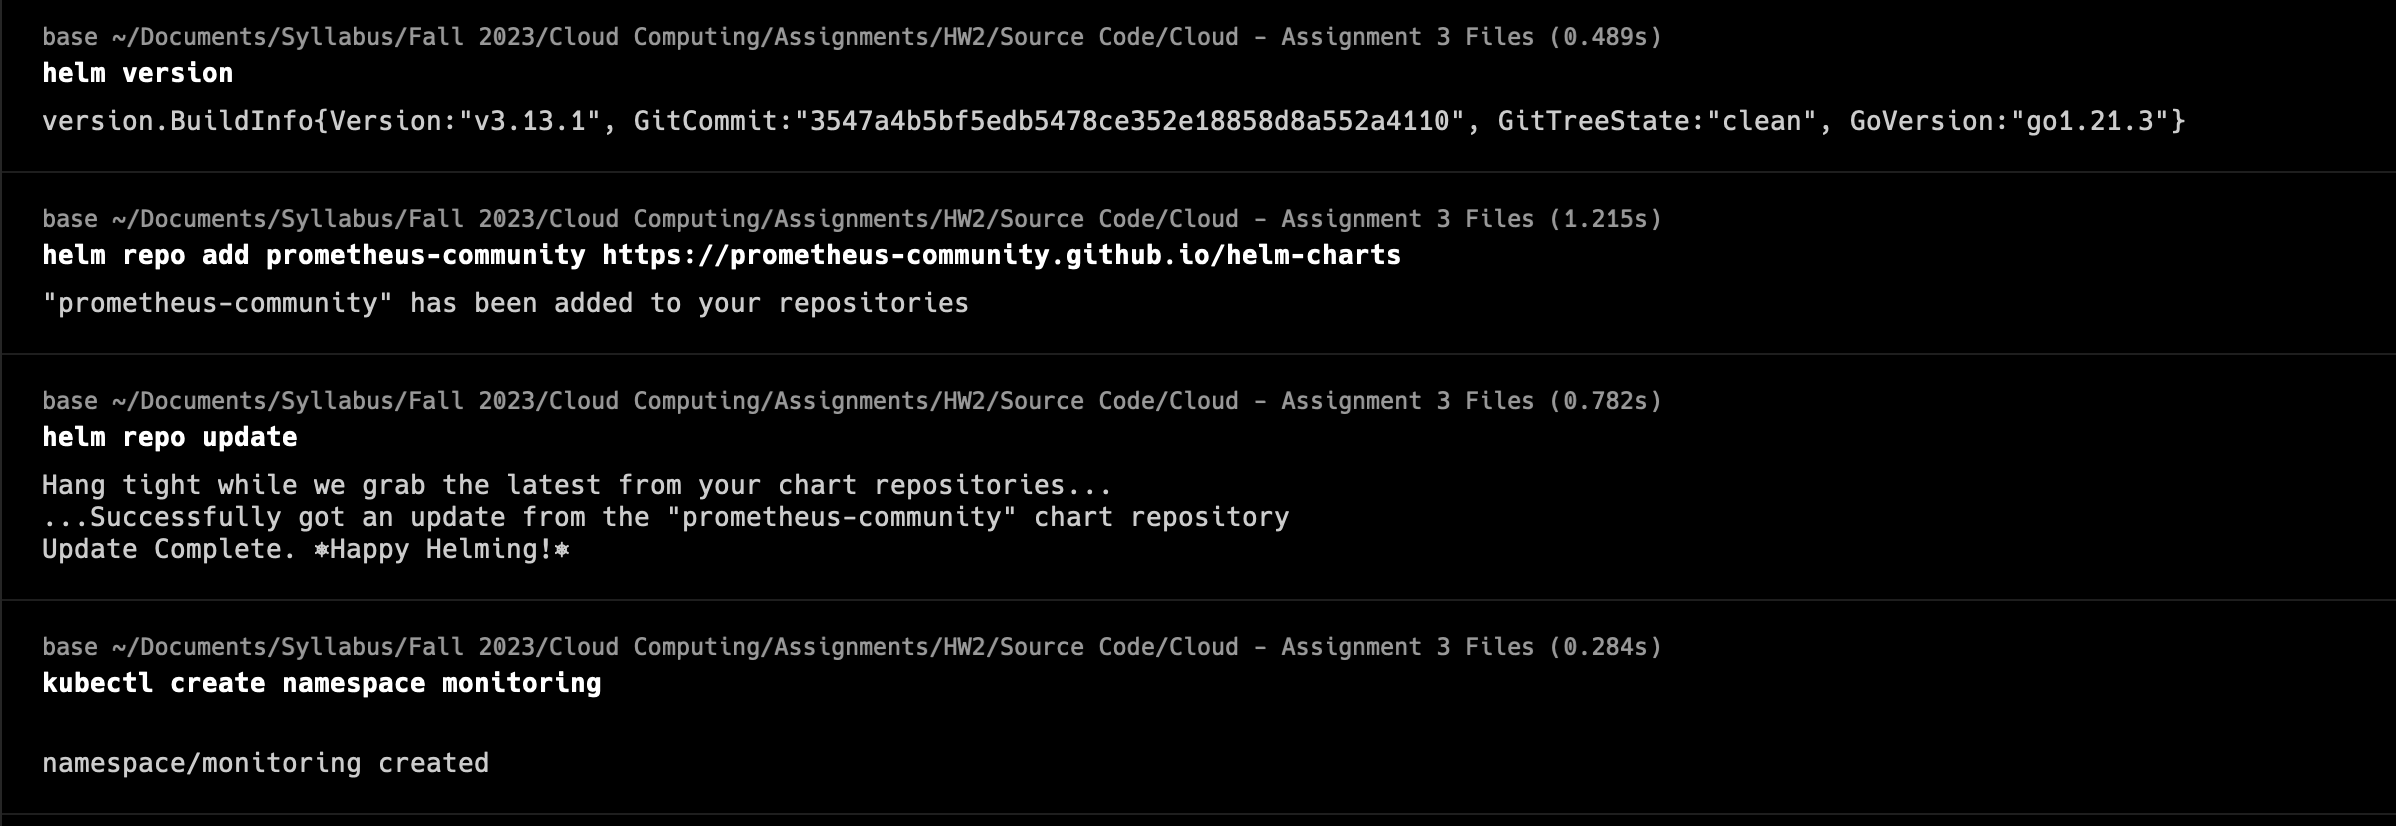 base ~/Documents/Syllabus/Fall 2023/Cloud Computing/Assignments/HW2/Source Code/Cloud - Assignment 3 Files (0.489s)
helm version
version.BuildInfo{Version:"v3.13.1", GitCommit:"3547a4b5bf5edb5478ce352e18858d8a552a4110", GitTreeState:"clean", GoVersion:"go1.21.3"}
base ~/Documents/Syllabus/Fall 2023/Cloud Computing/Assignments/HW2/Source Code/Cloud - Assignment 3 Files (1.215s)
helm repo add prometheus-community https://prometheus-community.github.io/helm-charts
"prometheus-community" has been added to your repositories
base ~/Documents/Syllabus/Fall 2023/Cloud Computing/Assignments/HW2/Source Code/Cloud - Assignment 3 Files (0.782s)
helm repo update
Hang tight while we grab the latest from your chart repositories...
...Successfully got an update from the "prometheus-community" chart repository
Update Complete. ⎈Happy Helming!⎈
base ~/Documents/Syllabus/Fall 2023/Cloud Computing/Assignments/HW2/Source Code/Cloud - Assignment 3 Files (0.284s)
kubectl create namespace monitoring
namespace/monitoring created